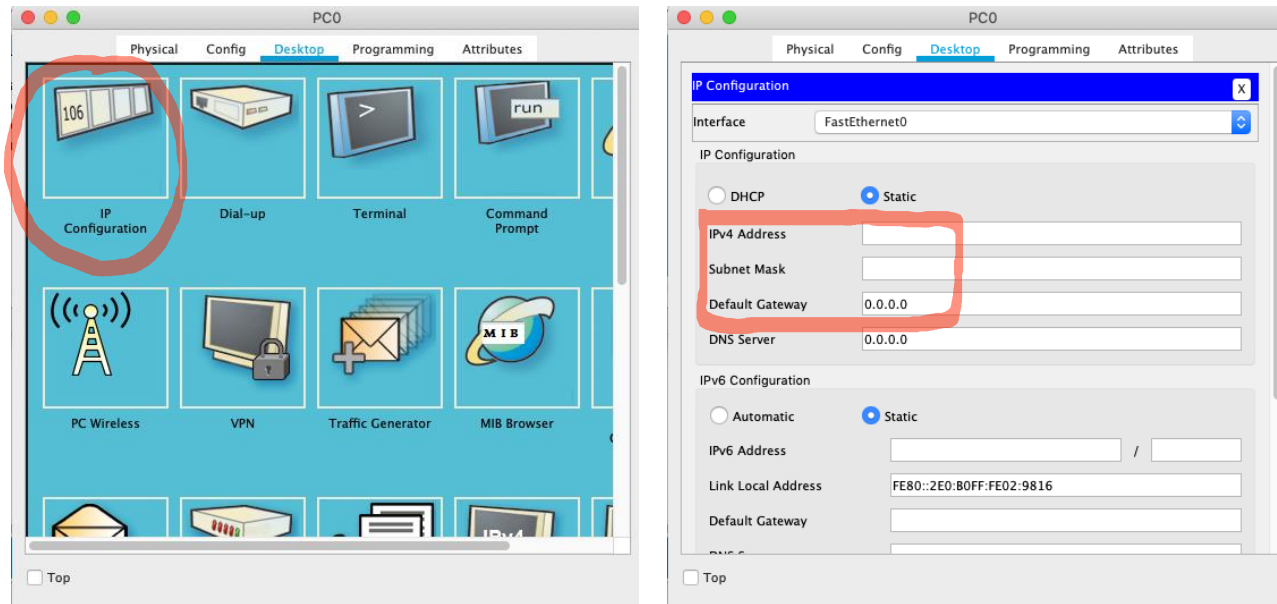 PC0
Physical Config Desktop Programming Attributes
106
>
run
IP
Configuration
Dial-up
Terminal
Command
Prompt
MIB
PC Wireless
VPN
Traffic Generator
MIB Browser
IPv4
Top
PC0
Physical Config Desktop Programming Attributes
IP Configuration
X
Interface FastEthernet0
IP Configuration
DHCP Static
IPv4 Address
Subnet Mask
Default Gateway 0.0.0.0
DNS Server 0.0.0.0
IPv6 Configuration
Automatic Static
IPv6 Address /
Link Local Address FE80::2E0:B0FF:FE02:9816
Default Gateway
Top